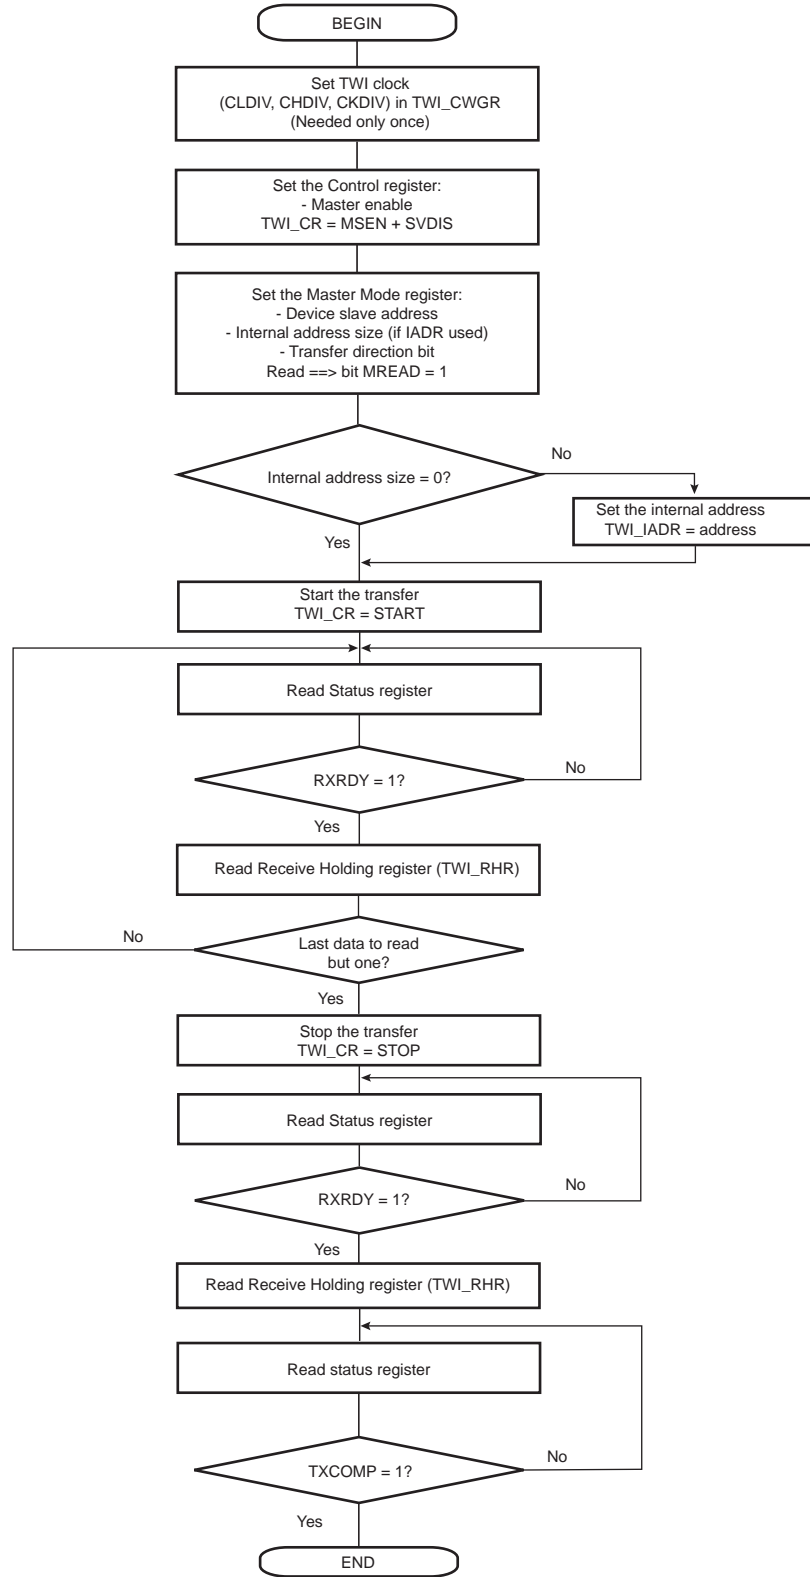 BEGIN
Set TWI clock
(CLDIV, CHDIV, CKDIV) in TWI_CWGR
(Needed only once)
Set the Control register:
- Master enable
TWI_CR = MSEN + SVDIS
Set the Master Mode register:
- Device slave address
- Internal address size (if IADR used)
- Transfer direction bit
Read ==> bit MREAD = 1
Internal address size = 0?
No
Set the internal address
TWI_IADR = address
Yes
Start the transfer
TWI_CR = START
Read Status register
RXRDY = 1?
No
Yes
Read Receive Holding register (TWI_RHR)
Last data to read
but one?
No
Yes
Stop the transfer
TWI_CR = STOP
Read Status register
RXRDY = 1?
No
Yes
Read Receive Holding register (TWI_RHR)
Read status register
TXCOMP = 1?
No
Yes
END